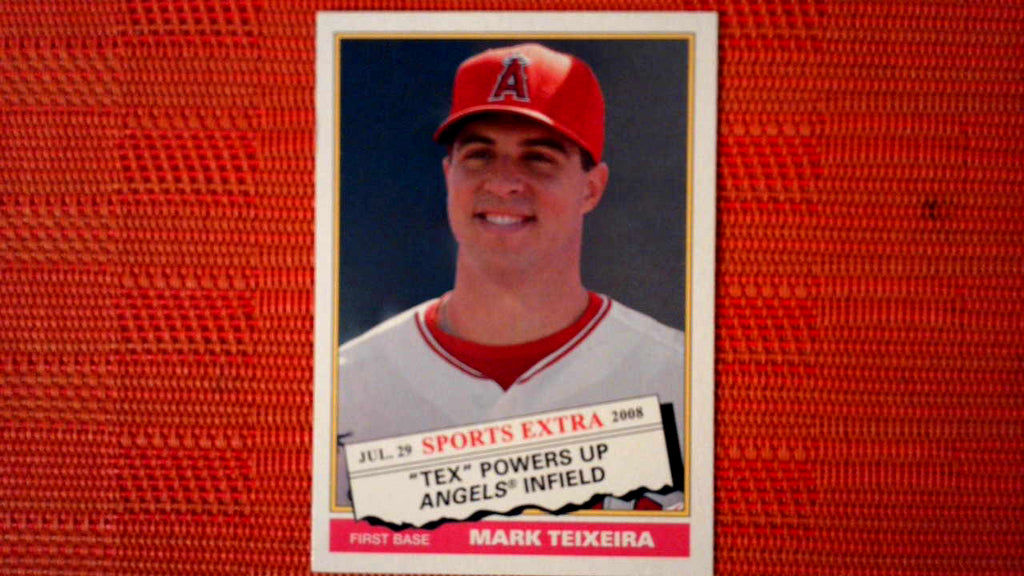 A
JUL. 29 SPORTS EXTRA 2008
"TEX" POWERS UP
ANGELS® INFIELD
FIRST BASE MARK TEIXEIRA